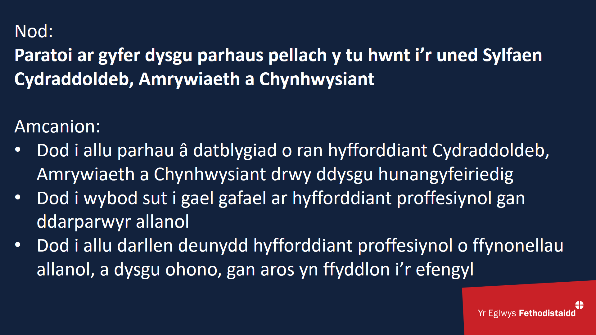 Nod:
Paratoi ar gyfer dysgu parhaus pellach y tu hwnt i’r uned Sylfaen
Cydraddoldeb, Amrywiaeth a Chynhwysiant
Amcanion:
• Dod i allu parhau â datblygiad o ran hyfforddiant Cydraddoldeb,
Amrywiaeth a Chynhwysiant drwy ddysgu hunangyfeiriedig
• Dod i wybod sut i gael gafael ar hyfforddiant proffesiynol gan
ddarparwyr allanol
• Dod i allu darllen deunydd hyfforddiant proffesiynol o ffynonellau
allanol, a dysgu ohono, gan aros yn ffyddlon i’r efengyl
Yr Eglwys Fethodistaidd